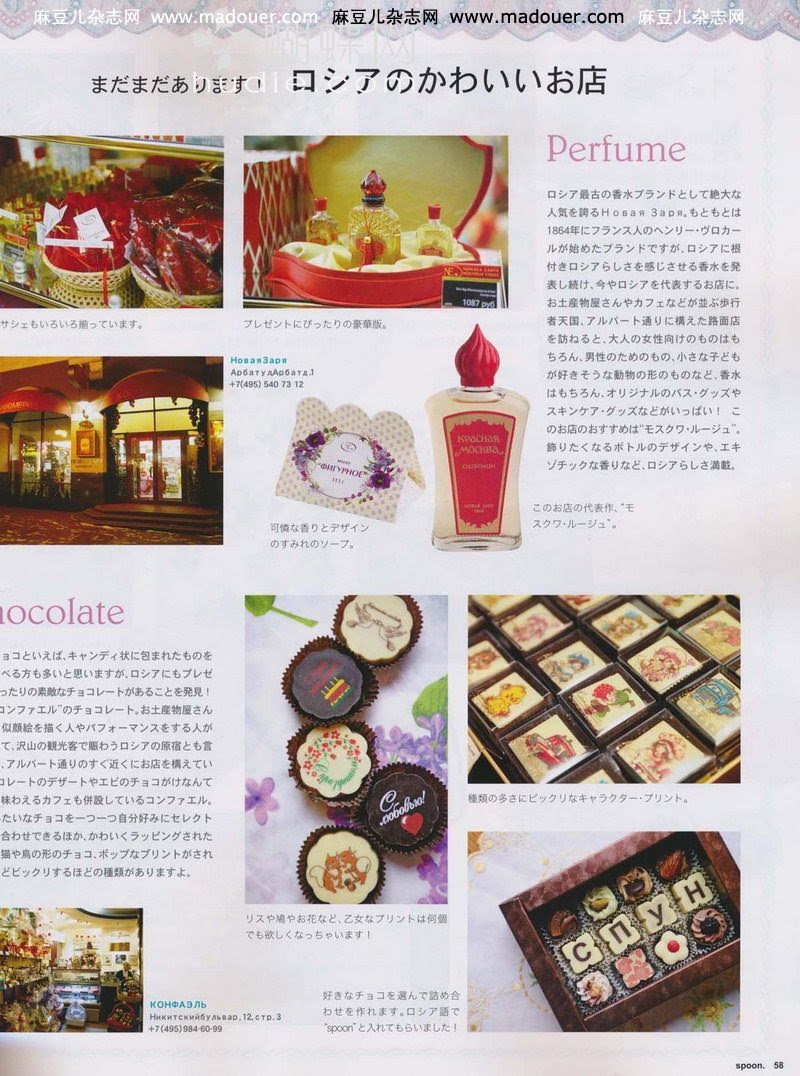 麻豆儿杂志网 www.madouer.com 麻豆儿杂志网 www.madouer.com 麻豆儿杂志网
蝴蝶网
hudie.com
まだまだあります! ロシアのかわいいお店
Perfume
ロシア最古の香水ブランドとして絶大な
人気を誇るНовая Заря。もともとは
1864年にフランス人のヘンリー・ヴロカー
ルが始めたブランドですが、ロシアに根
付きロシアらしさを感じさせる香水を発
表し続け、今やロシアを代表するお店に。
お土産物屋さんやカフェなどが並ぶ歩行
者天国、アルバート通りに構えた路面店
を訪ねると、大人の女性向けのものはも
ちろん、男性のためのもの、小さな子ども
が好きそうな動物の形のものなど、香水
はもちろん、オリジナルのバス・グッズや
スキンケア・グッズなどがいっぱい! こ
のお店のおすすめは“モスクワ・ルージュ”。
飾りたくなるボトルのデザインや、エキ
ゾチックな香りなど、ロシアらしさ満載。
サシェもいろいろ揃っています。
NOVAYA ZARYA
1087 руб
プレゼントにぴったりの豪華版。
НоваяЗаря
АрбатулАрбатд.1
+7(495) 540 73 12
"ФИГУРНОЕ"
КРАСНАЯ
МОСКВА
ОДЕКОЛОН
НОВАЯ ЗАРЯ
可憐な香りとデザイン
のすみれのソープ。
このお店の代表作、“モ
スクワ・ルージュ”。
hocolate
ョコといえば、キャンディ状に包まれたものを
べる方も多いと思いますが、ロシアにもプレゼ
ったりの素敵なチョコレートがあることを発見!
コンファエル”のチョコレート。お土産物屋さん
似顔絵を描く人やパフォーマンスをする人が
て、沢山の観光客で賑わうロシアの原宿とも言
、アルバート通りのすぐ近くにお店を構えてい
コレートのデザートやエビのチョコがけなんて
味わえるカフェも併設しているコンファエル。
ったいなチョコを一つ一つ自分好みにセレクト
合わせできるほか、かわいくラッピングされた
猫や鳥の形のチョコ、ポップなプリントがされ
どビックリするほどの種類がありますよ。
С праздником
С любовью!
リスや鳩やお花など、乙女なプリントは何個
でも欲しくなっちゃいます!
種類の多さにビックリなキャラクター・プリント。
СПУН
КОНФАЭЛЬ
Никитскийбульвар,12,стр.3
+7(495)984-60-99
好きなチョコを選んで詰め合
わせを作れます。ロシア語で
“spoon”と入れてもらいました!
spoon. 58